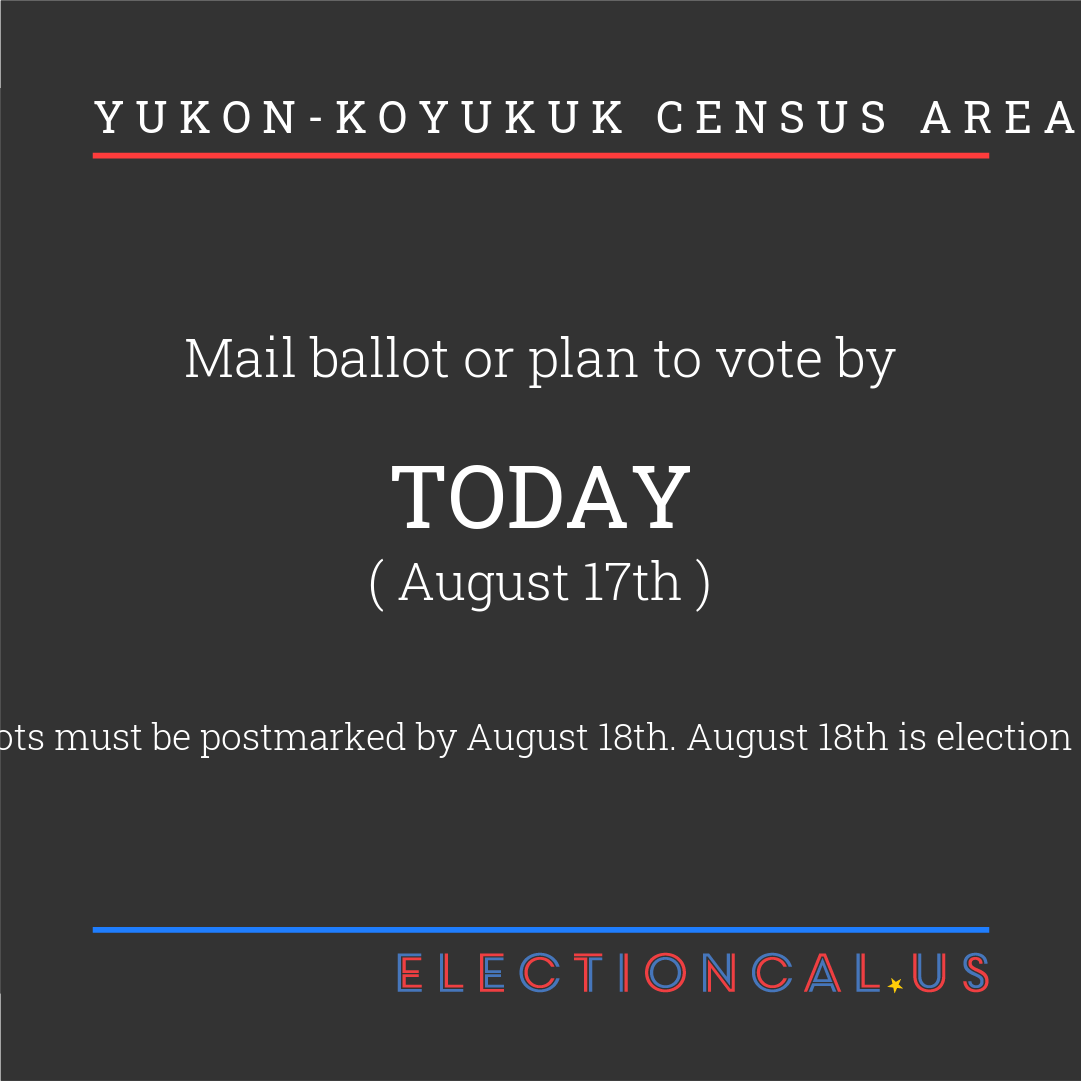 YUKON-KOYUKUK CENSUS AREA
Mail ballot or plan to vote by
TODAY
( August 17th )
must be postmarked by August 18th. August 18th is election
ELECTIONCAL.US